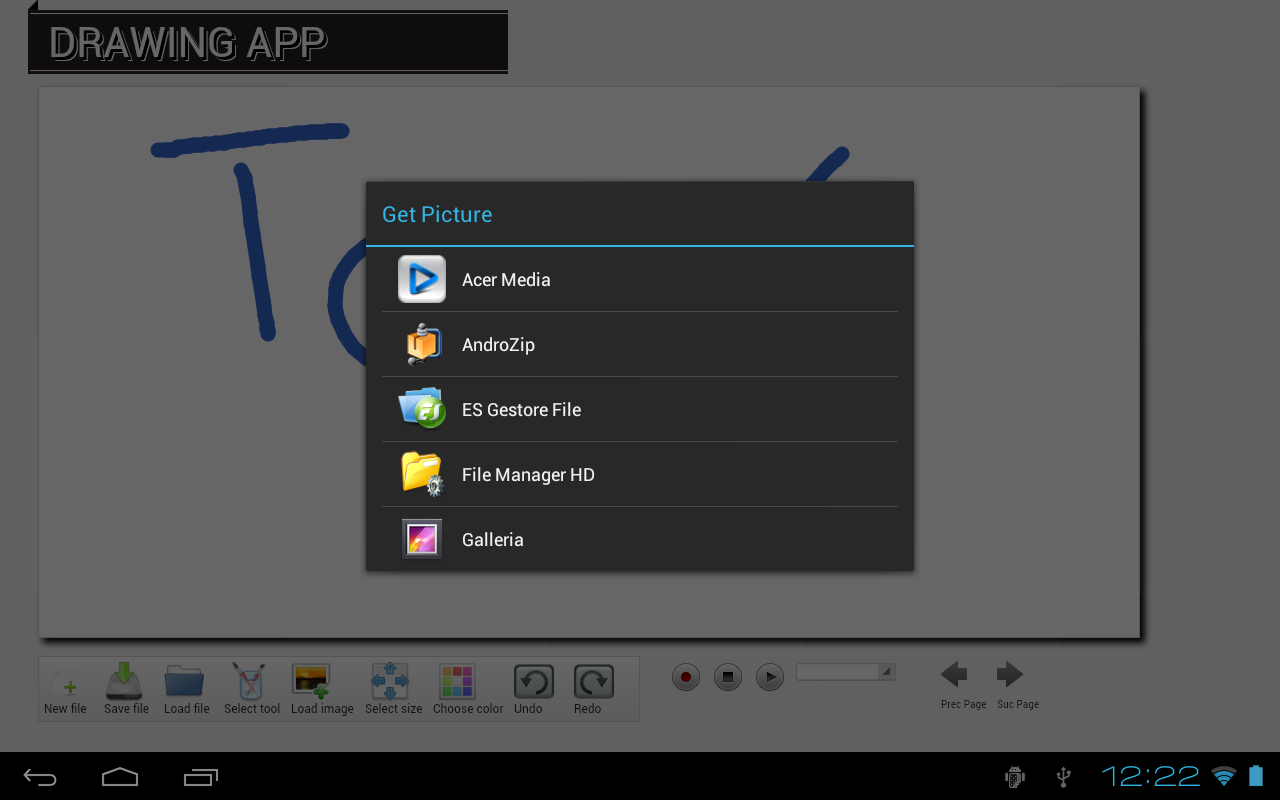 DRAWING APP
Get Picture
Acer Media
AndroZip
ES Gestore File
File Manager HD
Galleria
New file Save file Load file Select tool Load image Select size Choose color Undo Redo
Prec Page Suc Page
12:22